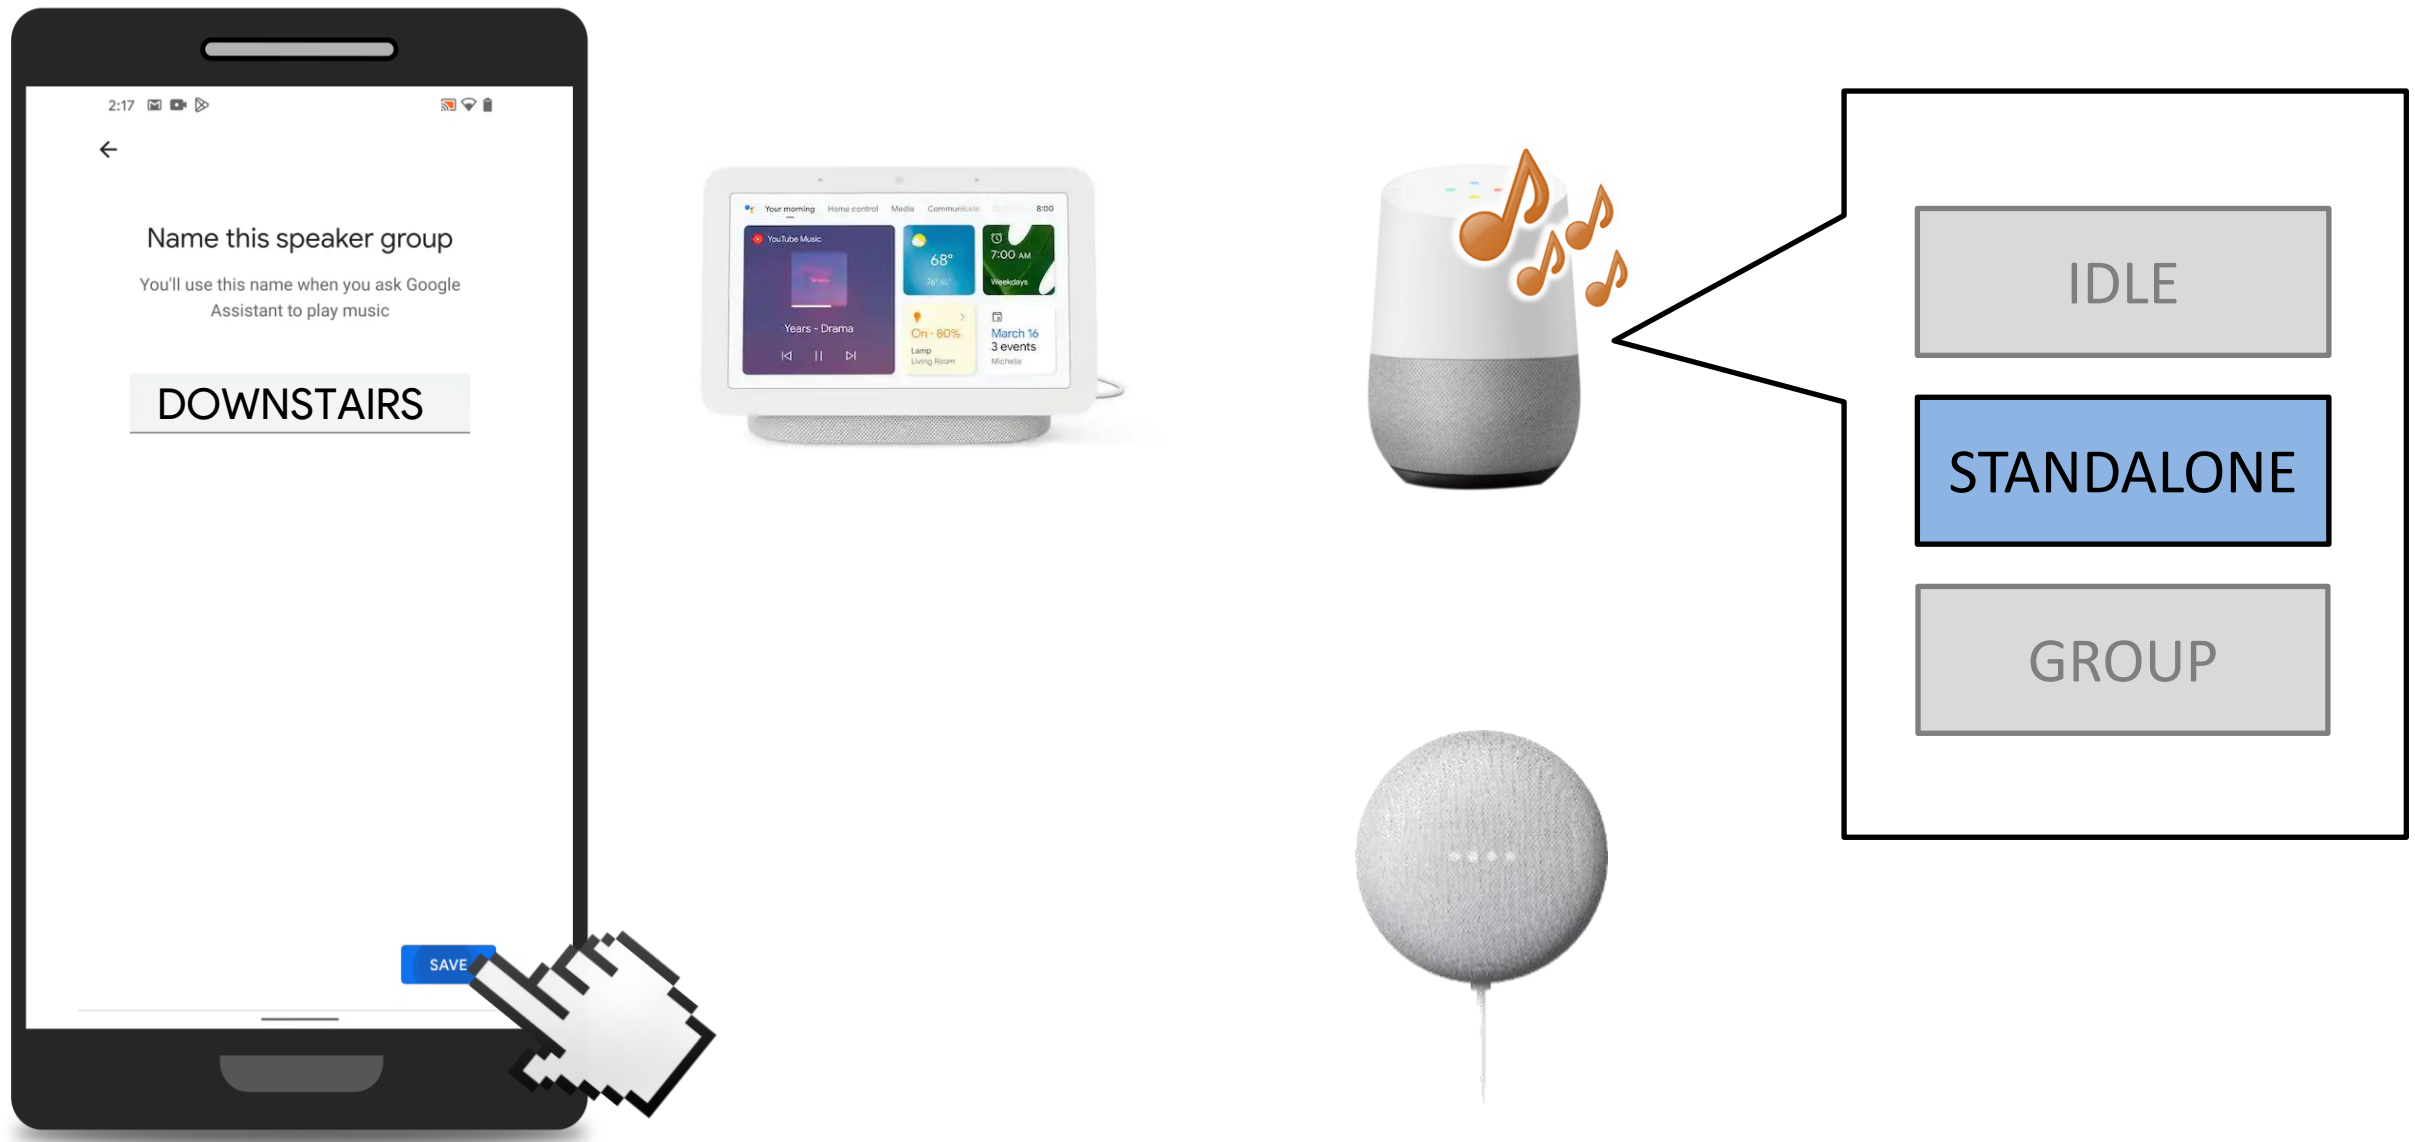 2:17
Name this speaker group
You'll use this name when you ask Google
Assistant to play music
DOWNSTAIRS
SAVE
Your morning Home control Media Communicate 8:00
YouTube Music
Years - Drama
68°
7:00 AM
Weekdays
On · 80%
Lamp
Living Room
March 16
3 events
Michelle
IDLE
STANDALONE
GROUP